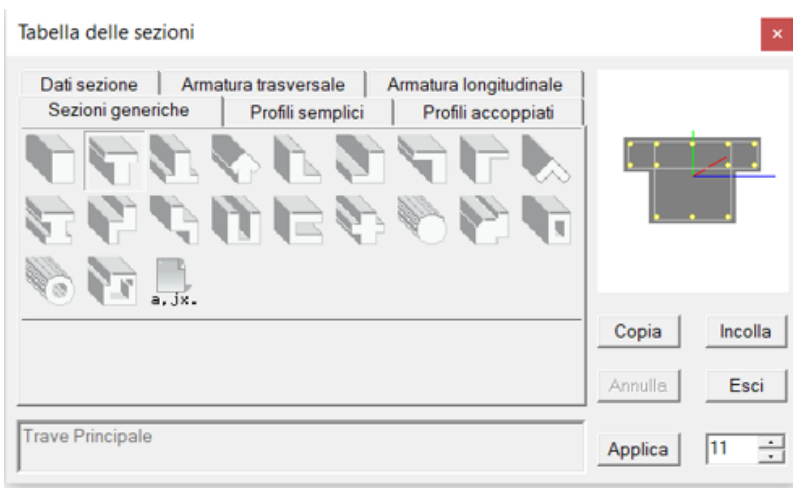 Tabella delle sezioni
Dati sezione
Armatura trasversale
Armatura longitudinale
Sezioni generiche
Profili semplici
Profili accoppiati
a,jx.
Copia
Incolla
Annulla
Esci
Trave Principale
Applica
11